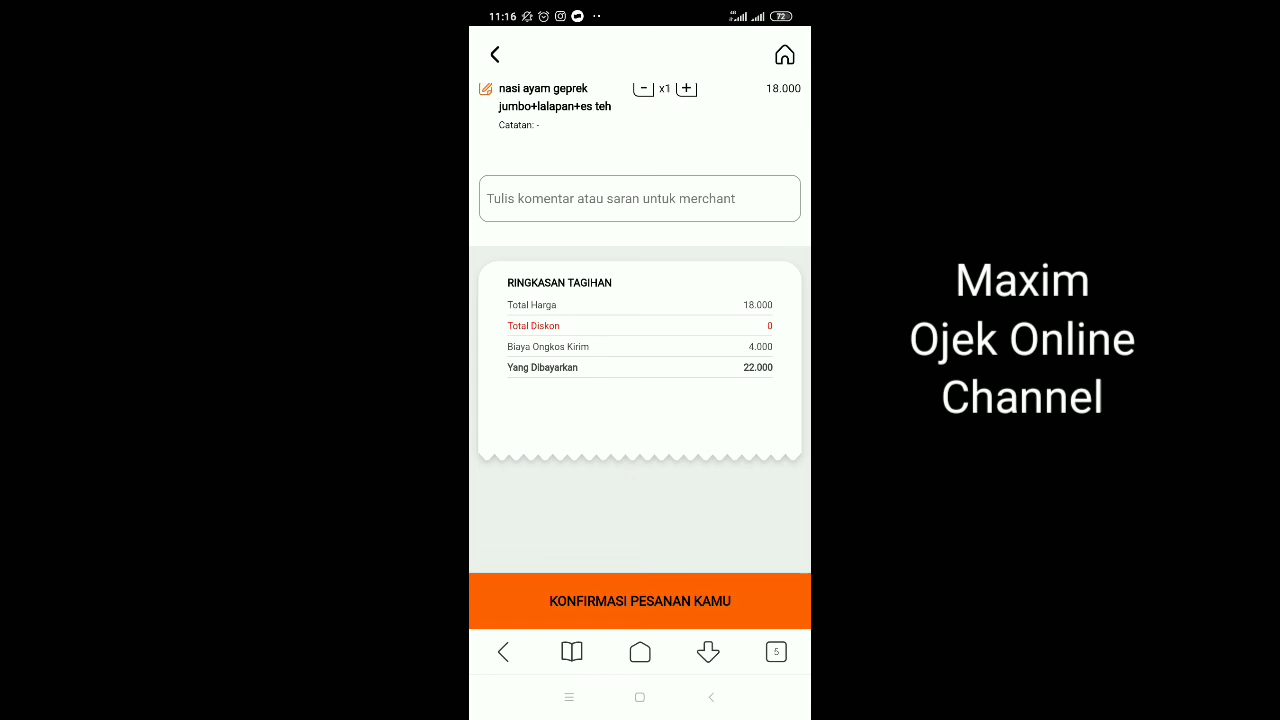 11:16
72
nasi ayam geprek
jumbo+lalapan+es teh
- x1 + 18.000
Catatan: -
Tulis komentar atau saran untuk merchant
RINGKASAN TAGIHAN
Total Harga 18.000
Total Diskon 0
Biaya Ongkos Kirim 4.000
Yang Dibayarkan 22.000
KONFIRMASI PESANAN KAMU
5
Maxim
Ojek Online
Channel